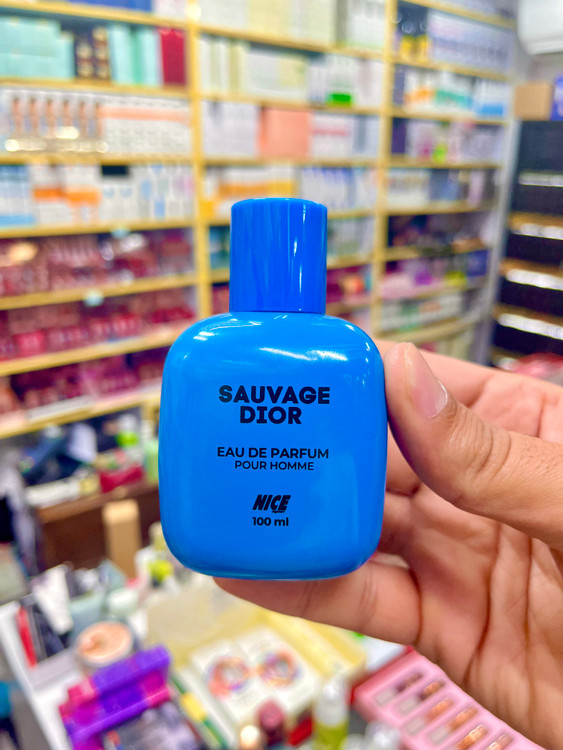 SAUVAGE
DIOR
EAU DE PARFUM
POUR HOMME
NICE
100 ml